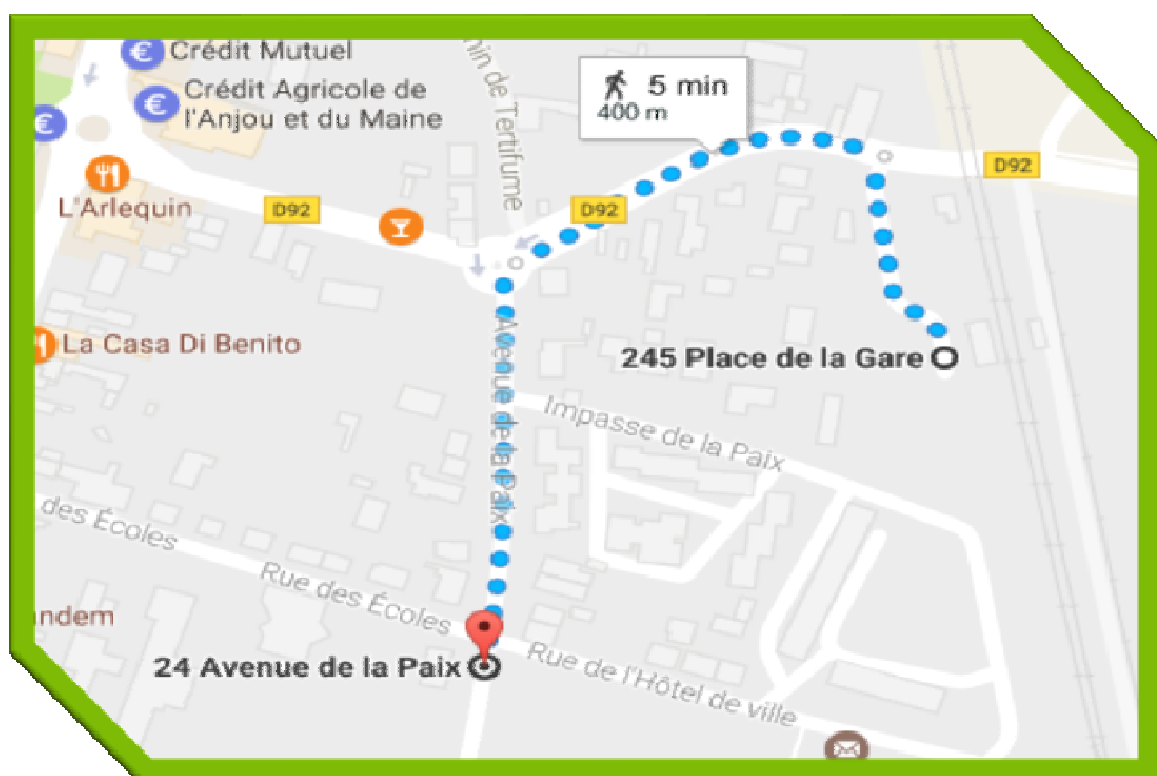 Crédit Mutuel
Crédit Agricole de
l'Anjou et du Maine
5 min
400 m
de Tertifume
D92
L'Arlequin
D92
D92
La Casa Di Benito
245 Place de la Gare
Avenue de la Paix
Impasse de la Paix
des Écoles
Rue des Écoles
24 Avenue de la Paix
Rue de l'Hôtel de ville